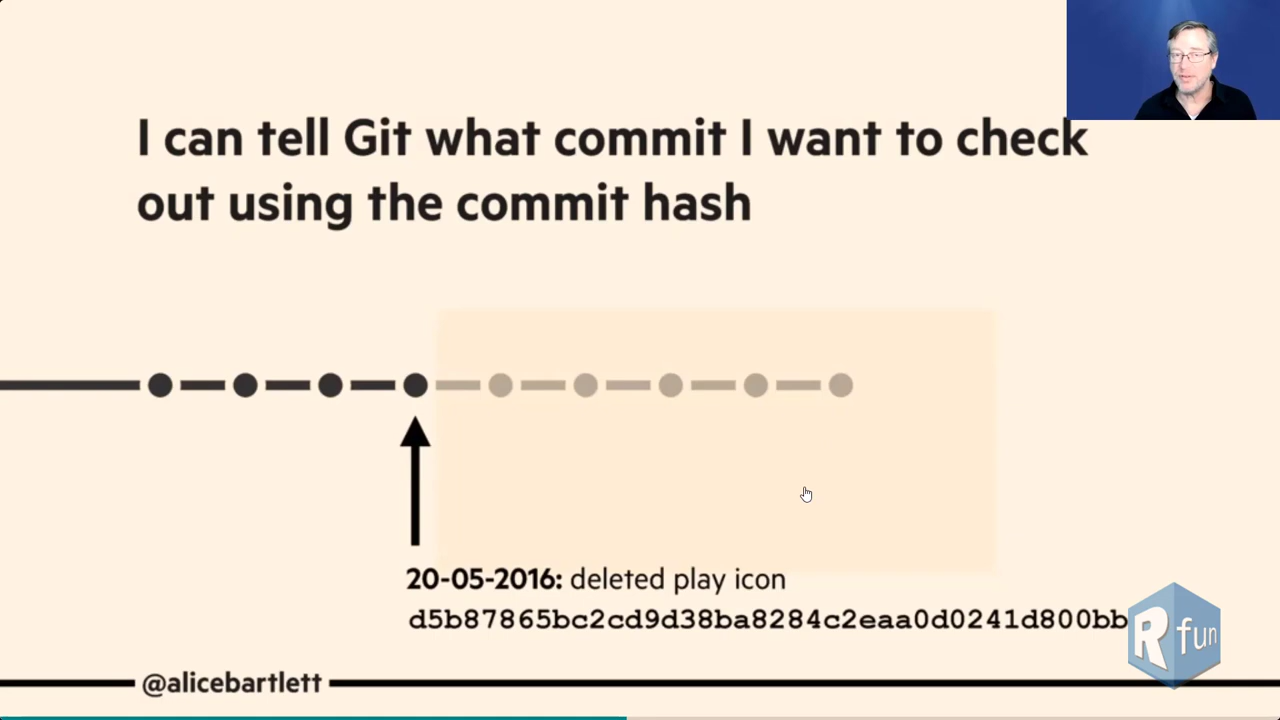 I can tell Git what commit I want to check
out using the commit hash
20-05-2016: deleted play icon
d5b87865bc2cd9d38ba8284c2eaa0d0241d800bb
R fun
@alicebartlett